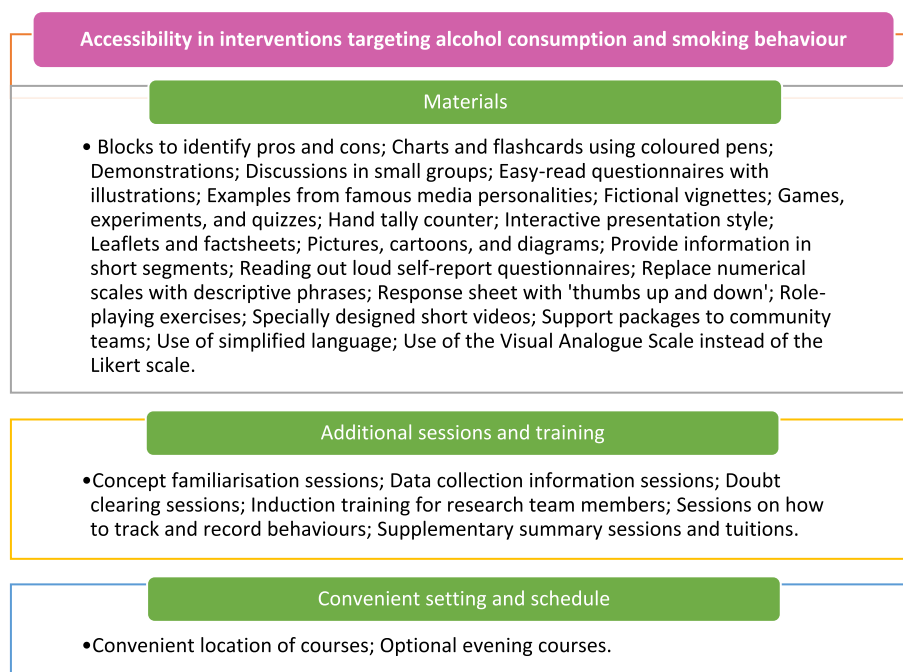 Accessibility in interventions targeting alcohol consumption and smoking behaviour
Materials
• Blocks to identify pros and cons; Charts and flashcards using coloured pens;
Demonstrations; Discussions in small groups; Easy-read questionnaires with
illustrations; Examples from famous media personalities; Fictional vignettes; Games,
experiments, and quizzes; Hand tally counter; Interactive presentation style;
Leaflets and factsheets; Pictures, cartoons, and diagrams; Provide information in
short segments; Reading out loud self-report questionnaires; Replace numerical
scales with descriptive phrases; Response sheet with 'thumbs up and down'; Role-
playing exercises; Specially designed short videos; Support packages to community
teams; Use of simplified language; Use of the Visual Analogue Scale instead of the
Likert scale.
Additional sessions and training
•Concept familiarisation sessions; Data collection information sessions; Doubt
clearing sessions; Induction training for research team members; Sessions on how
to track and record behaviours; Supplementary summary sessions and tuitions.
Convenient setting and schedule
•Convenient location of courses; Optional evening courses.